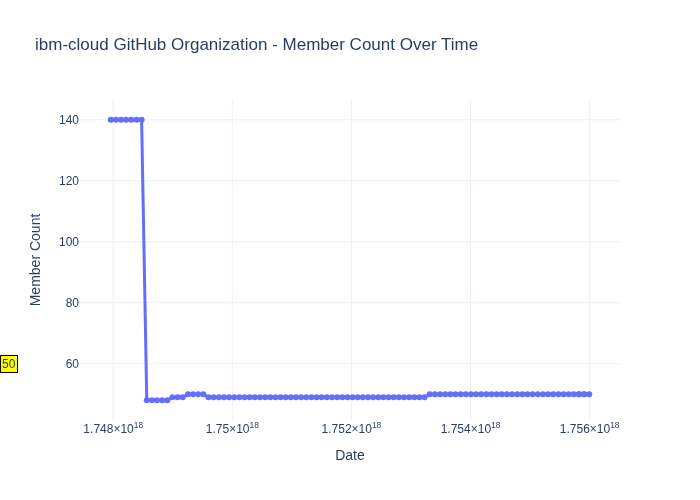 ibm-cloud GitHub Organization - Member Count Over Time
140
120
100
80
60
50
Member Count
1.748×10¹⁸ 1.75×10¹⁸ 1.752×10¹⁸ 1.754×10¹⁸ 1.756×10¹⁸
Date